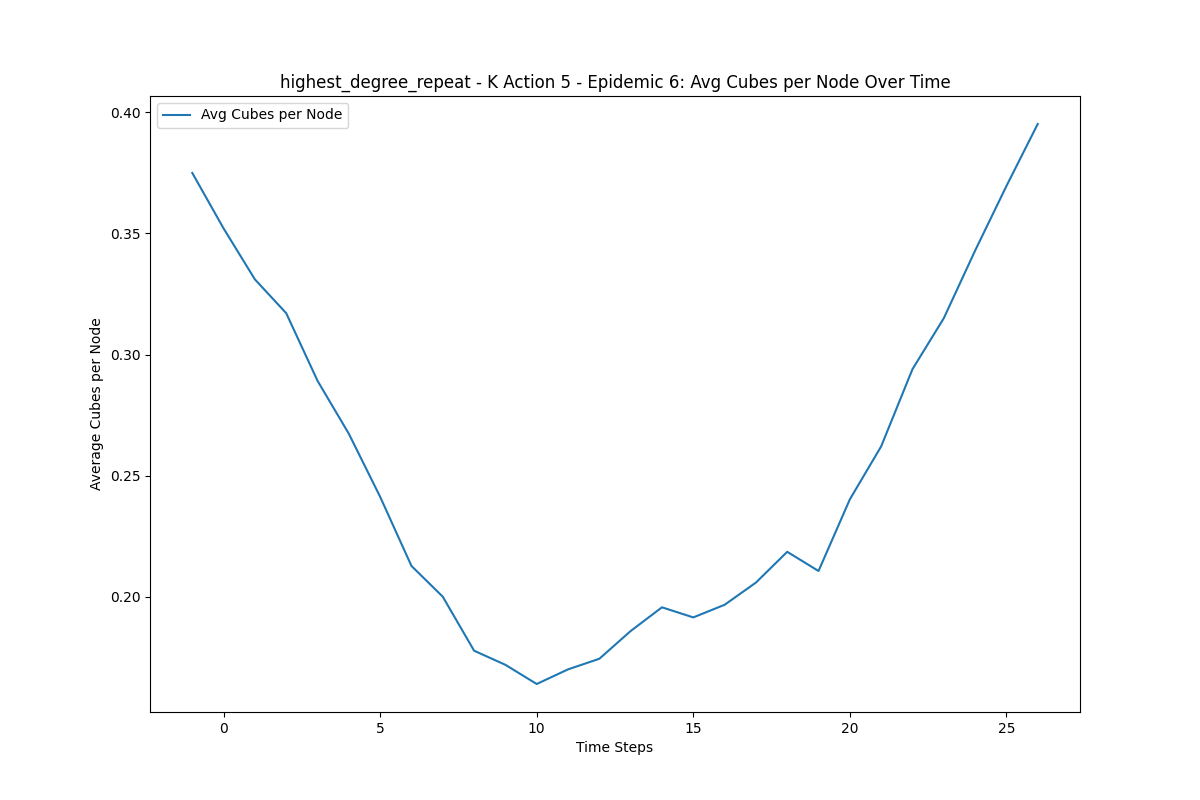 highest_degree_repeat - K Action 5 - Epidemic 6: Avg Cubes per Node Over Time
Avg Cubes per Node
0.40
0.35
0.30
0.25
0.20
Average Cubes per Node
0 5 10 15 20 25
Time Steps